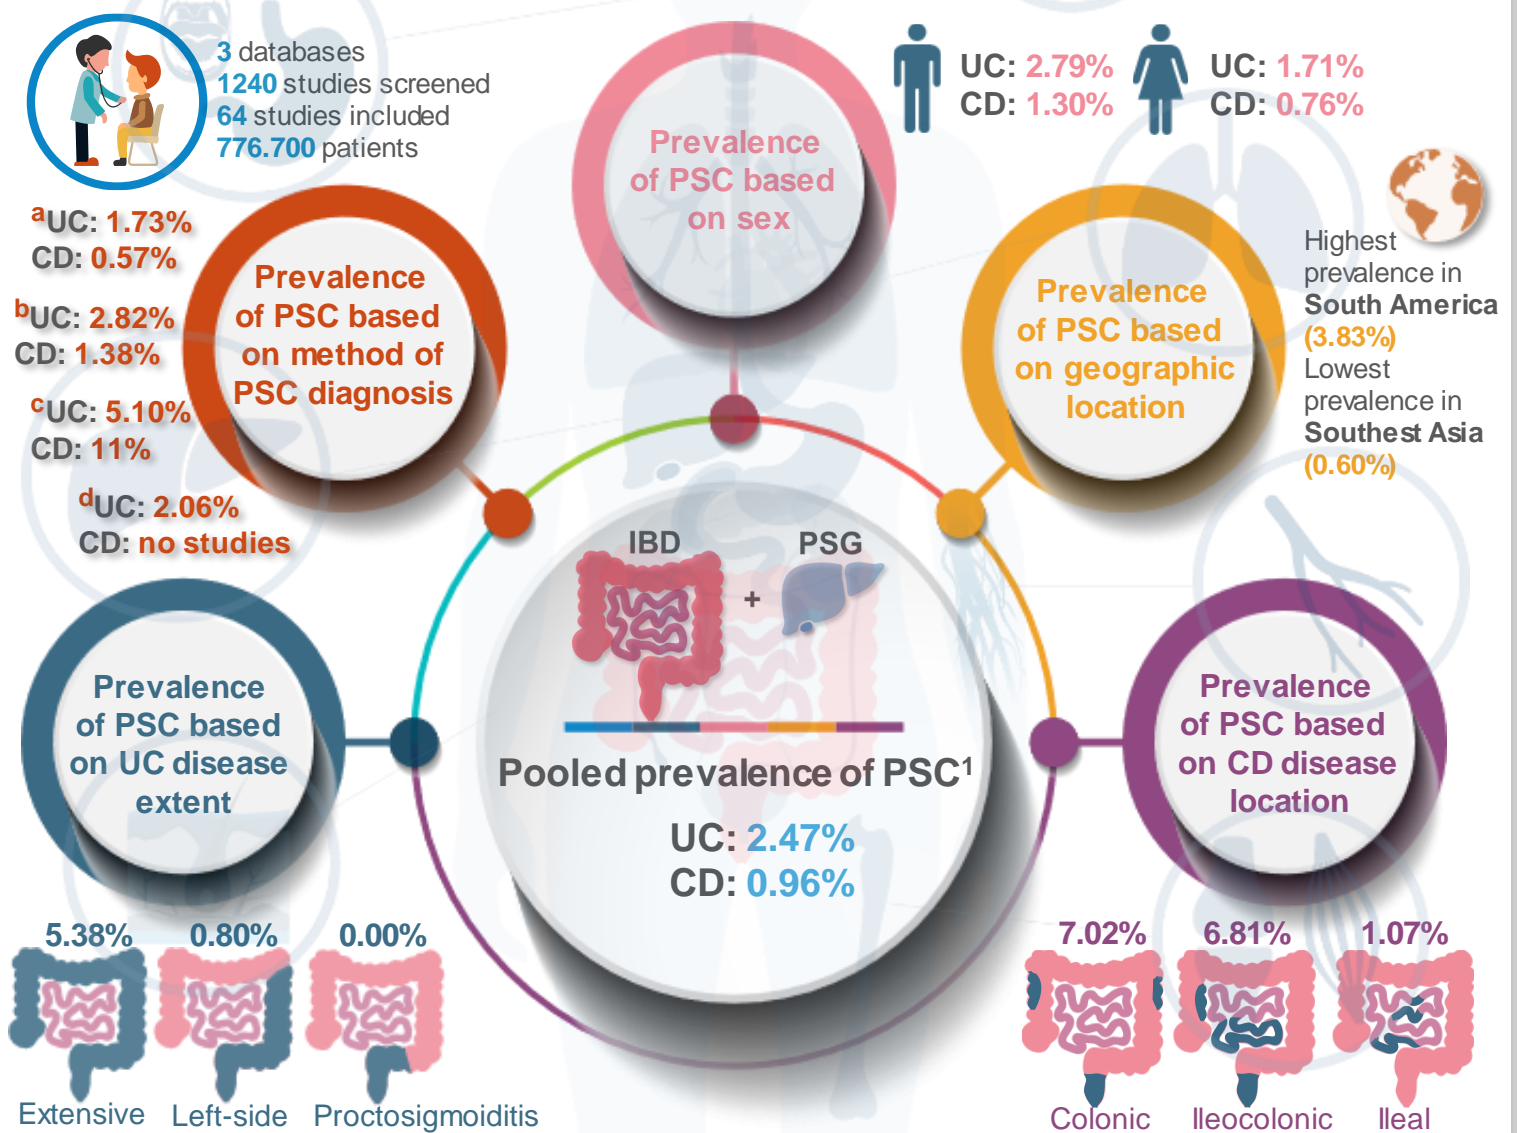 3 databases
1240 studies screened
64 studies included
776.700 patients
Prevalence
of PSC based
on sex
UC: 2.79%
CD: 1.30%
UC: 1.71%
CD: 0.76%
aUC: 1.73%
CD: 0.57%
bUC: 2.82%
CD: 1.38%
cUC: 5.10%
CD: 11%
dUC: 2.06%
CD: no studies
Prevalence
of PSC based
on method of
PSC diagnosis
Prevalence
of PSC based
on geographic
location
Highest
prevalence in
South America
(3.83%)
Lowest
prevalence in
Southest Asia
(0.60%)
IBD
PSG
+
Pooled prevalence of PSC1
UC: 2.47%
CD: 0.96%
Prevalence
of PSC based
on UC disease
extent
5.38%
0.80%
0.00%
Extensive
Left-side
Proctosigmoiditis
Prevalence
of PSC based
on CD disease
location
7.02%
6.81%
1.07%
Colonic
Ileocolonic
Ileal